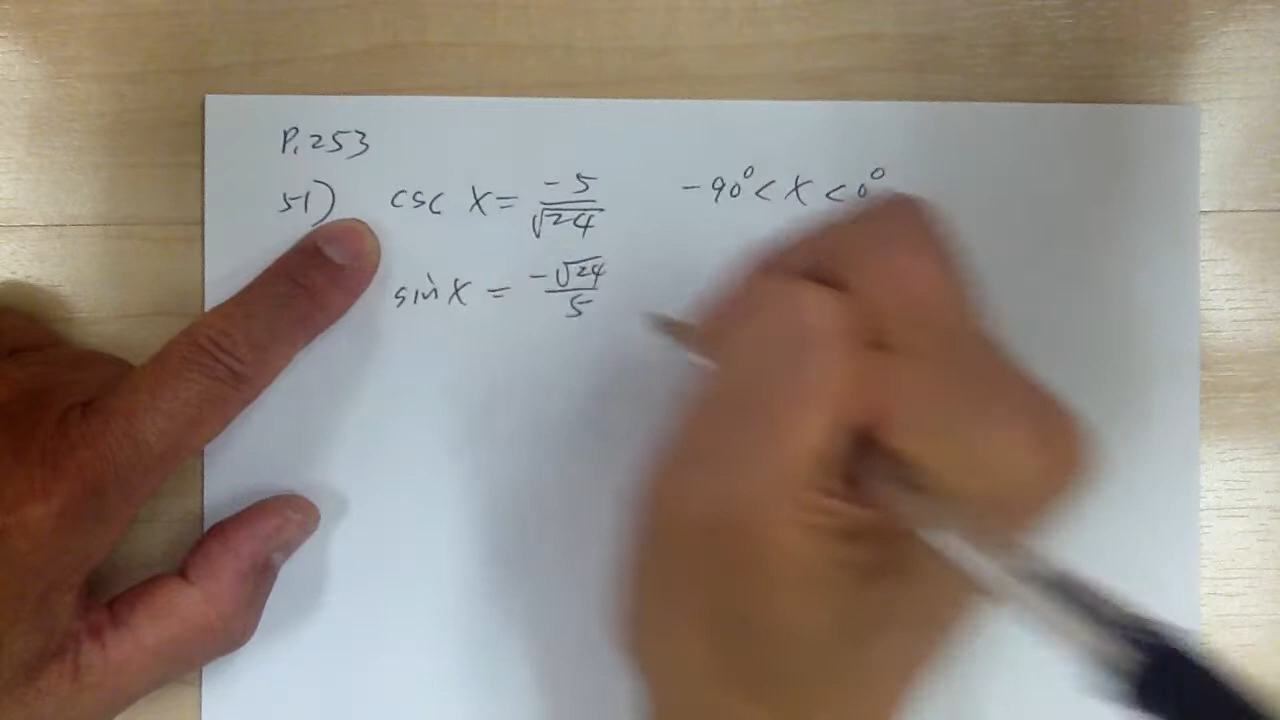 P.253
51) csc x = -5/√24 -90° < x < 0°
sin x = -√24/5